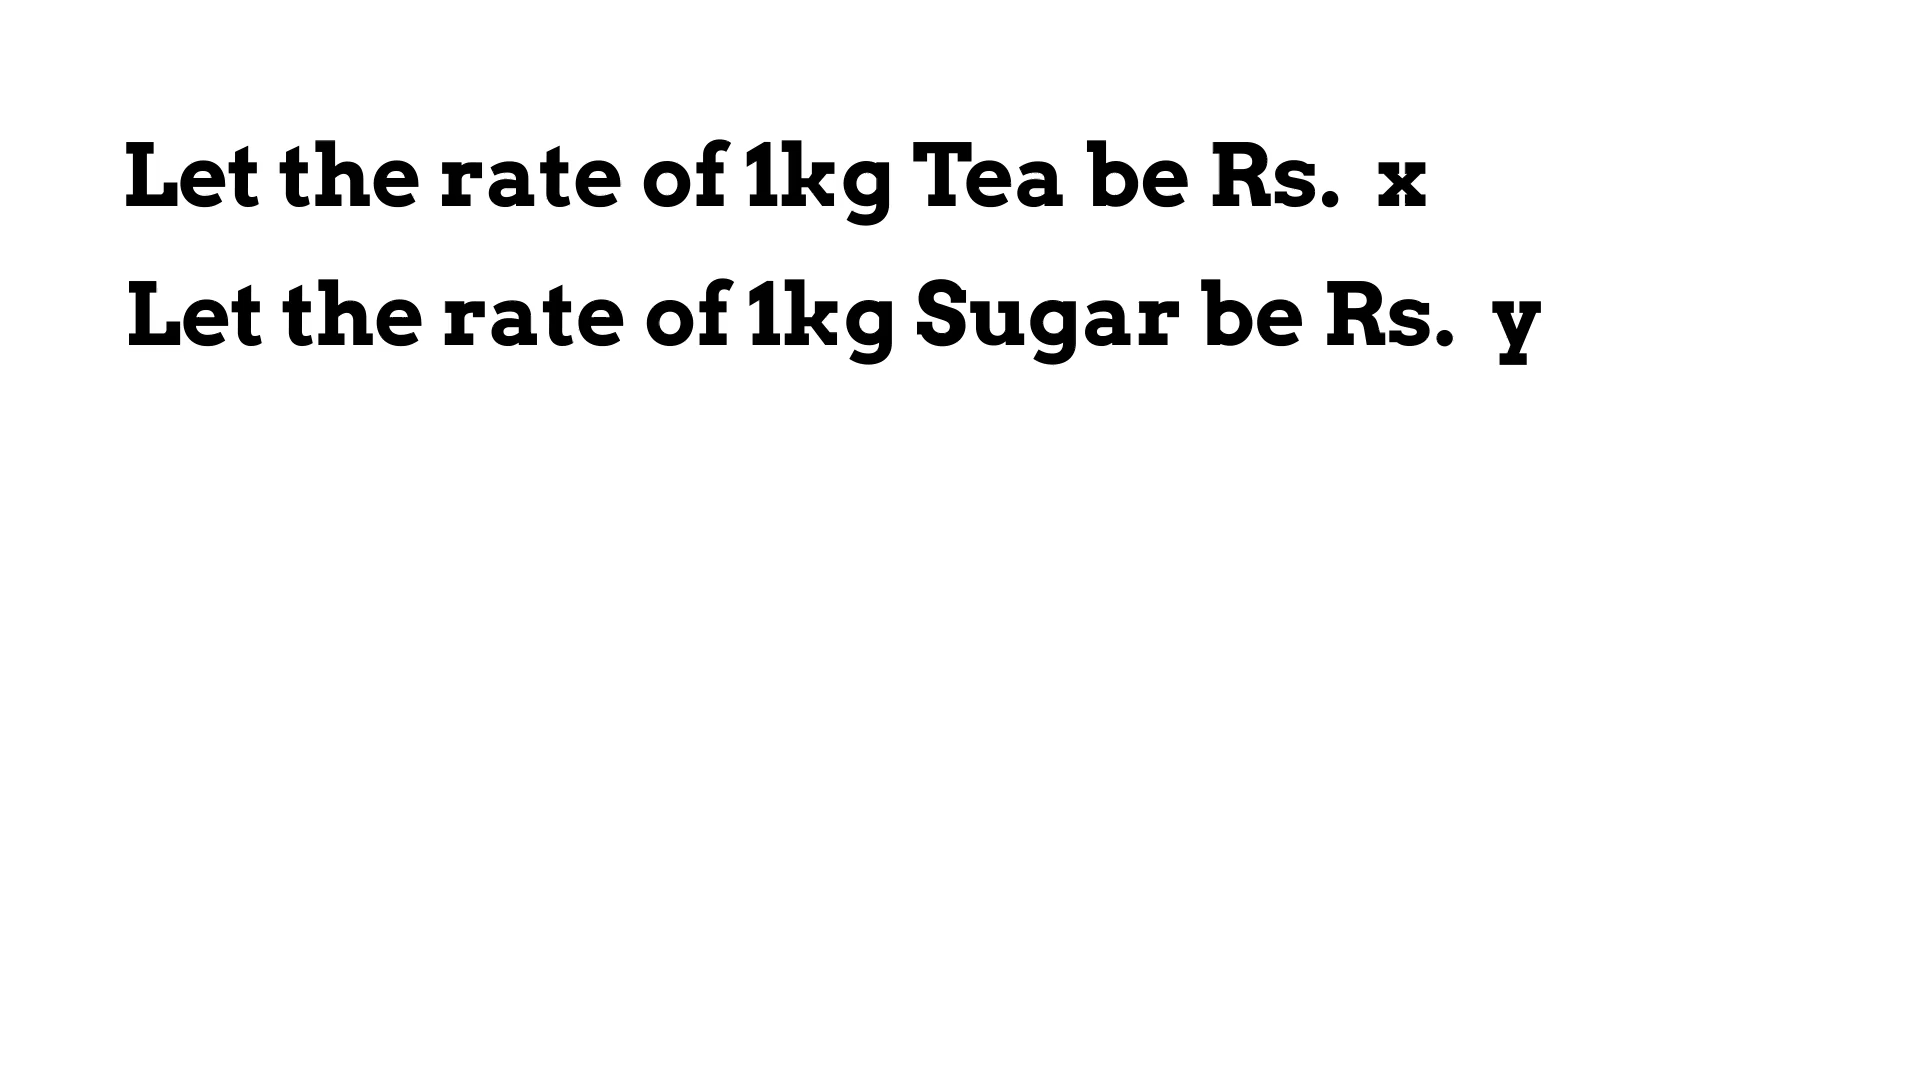 Let the rate of 1kg Tea be Rs. x
Let the rate of 1kg Sugar be Rs. y